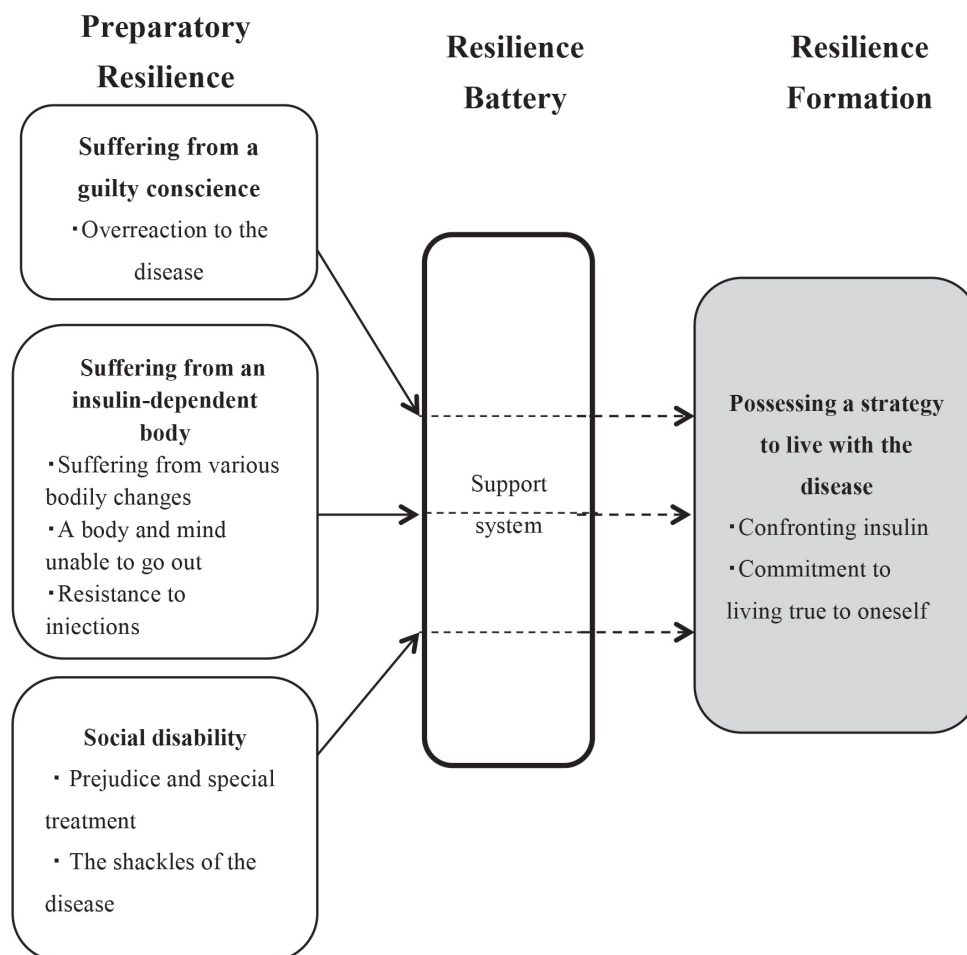 Preparatory
Resilience
Resilience
Battery
Resilience
Formation
Suffering from a
guilty conscience
・Overreaction to the
disease
Suffering from an
insulin-dependent
body
・Suffering from various
bodily changes
・A body and mind
unable to go out
・Resistance to
injections
Social disability
・ Prejudice and special
treatment
・ The shackles of the
disease
Support
system
Possessing a strategy
to live with the
disease
・Confronting insulin
・Commitment to
living true to oneself